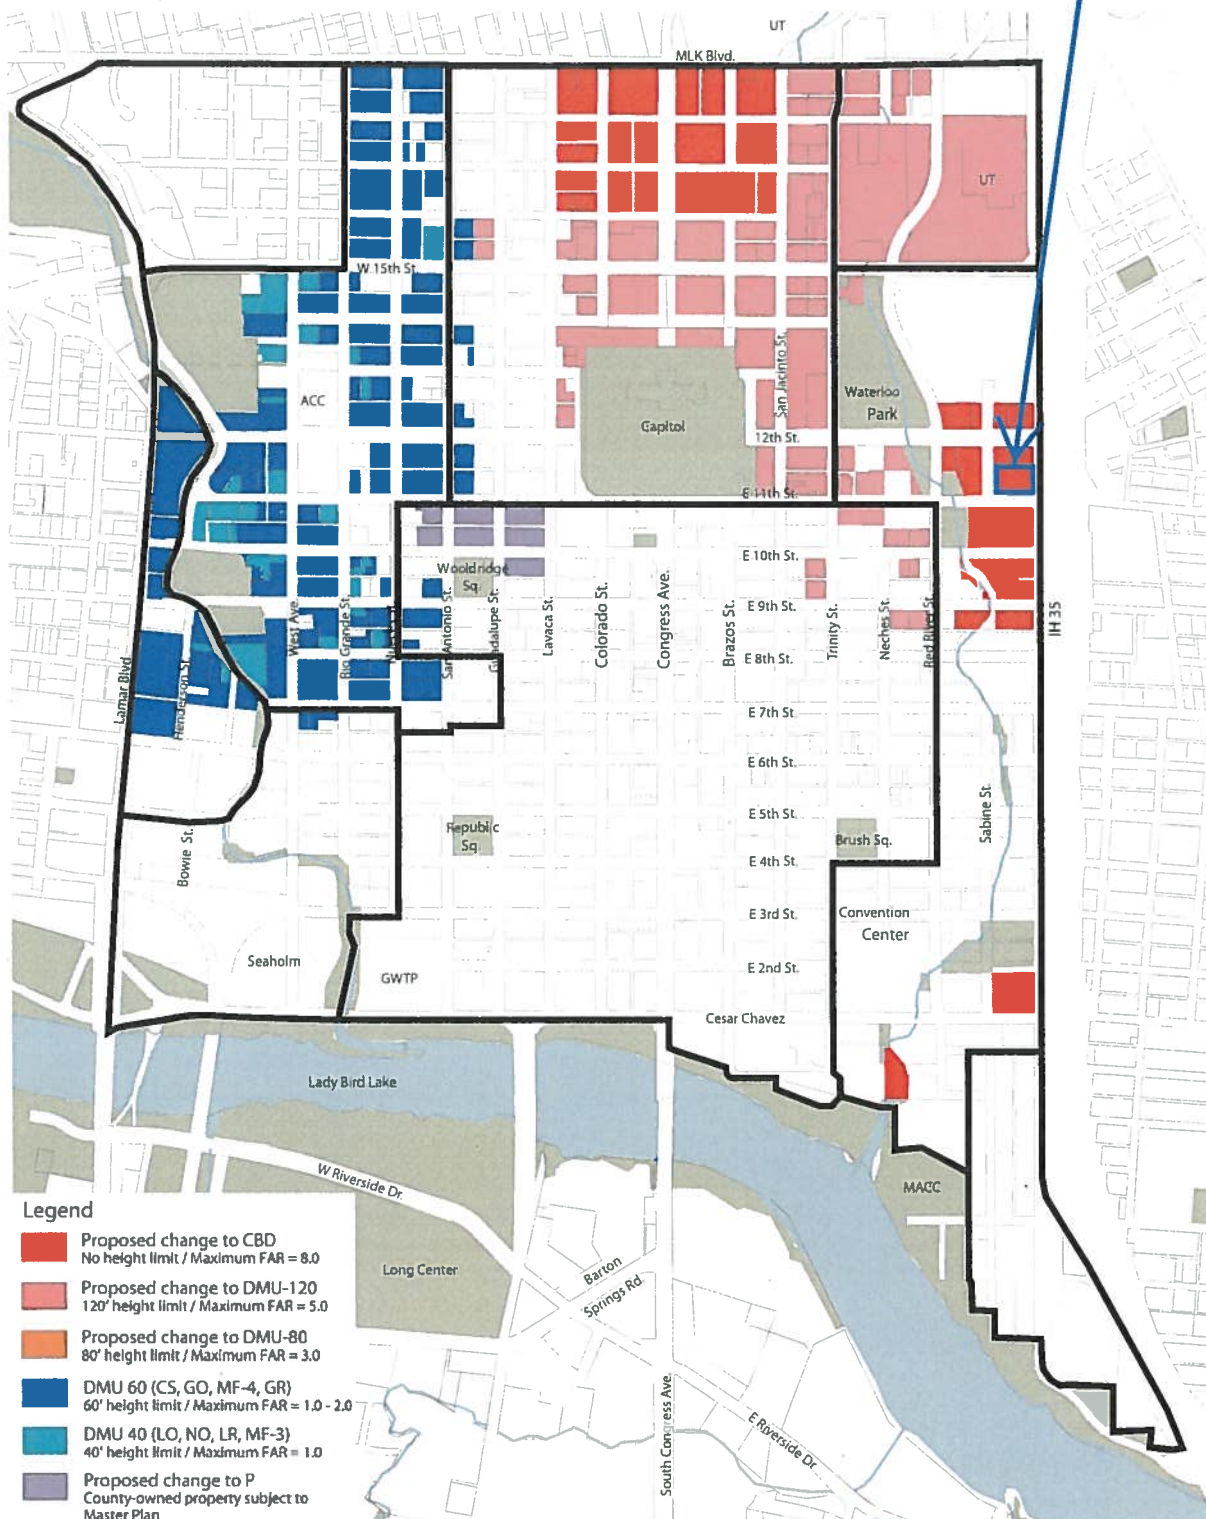 UT
MLK Blvd.
UT
W 15th St.
ACC
San Jacinto St.
Waterloo
Park
Capitol
12th St.
E 11th St.
E 10th St.
Wooldridge
Sq.
E 9th St.
IH 35
West Ave.
Rio Grande St.
San Antonio St.
Guadalupe St.
Lavaca St.
Colorado St.
Congress Ave.
Brazos St.
Trinity St.
Neches St.
Red River St.
E 8th St.
Lamar Blvd
Henderson St.
E 7th St.
E 6th St.
Sabine St.
E 5th St.
Republic
Sq.
Brush Sq.
Bowie St.
E 4th St.
E 3rd St.
Convention
Center
Seaholm
E 2nd St.
GWTP
Cesar Chavez
Lady Bird Lake
W Riverside Dr.
MACC
Long Center
Barton
Springs Rd.
South Congress Ave.
E Riverside Dr.
Legend
Proposed change to CBD
No height limit / Maximum FAR = 8.0
Proposed change to DMU-120
120' height limit / Maximum FAR = 5.0
Proposed change to DMU-80
80' height limit / Maximum FAR = 3.0
DMU 60 (CS, GO, MF-4, GR)
60' height limit / Maximum FAR = 1.0 - 2.0
DMU 40 (LO, NO, LR, MF-3)
40' height limit / Maximum FAR = 1.0
Proposed change to P
County-owned property subject to
Master Plan